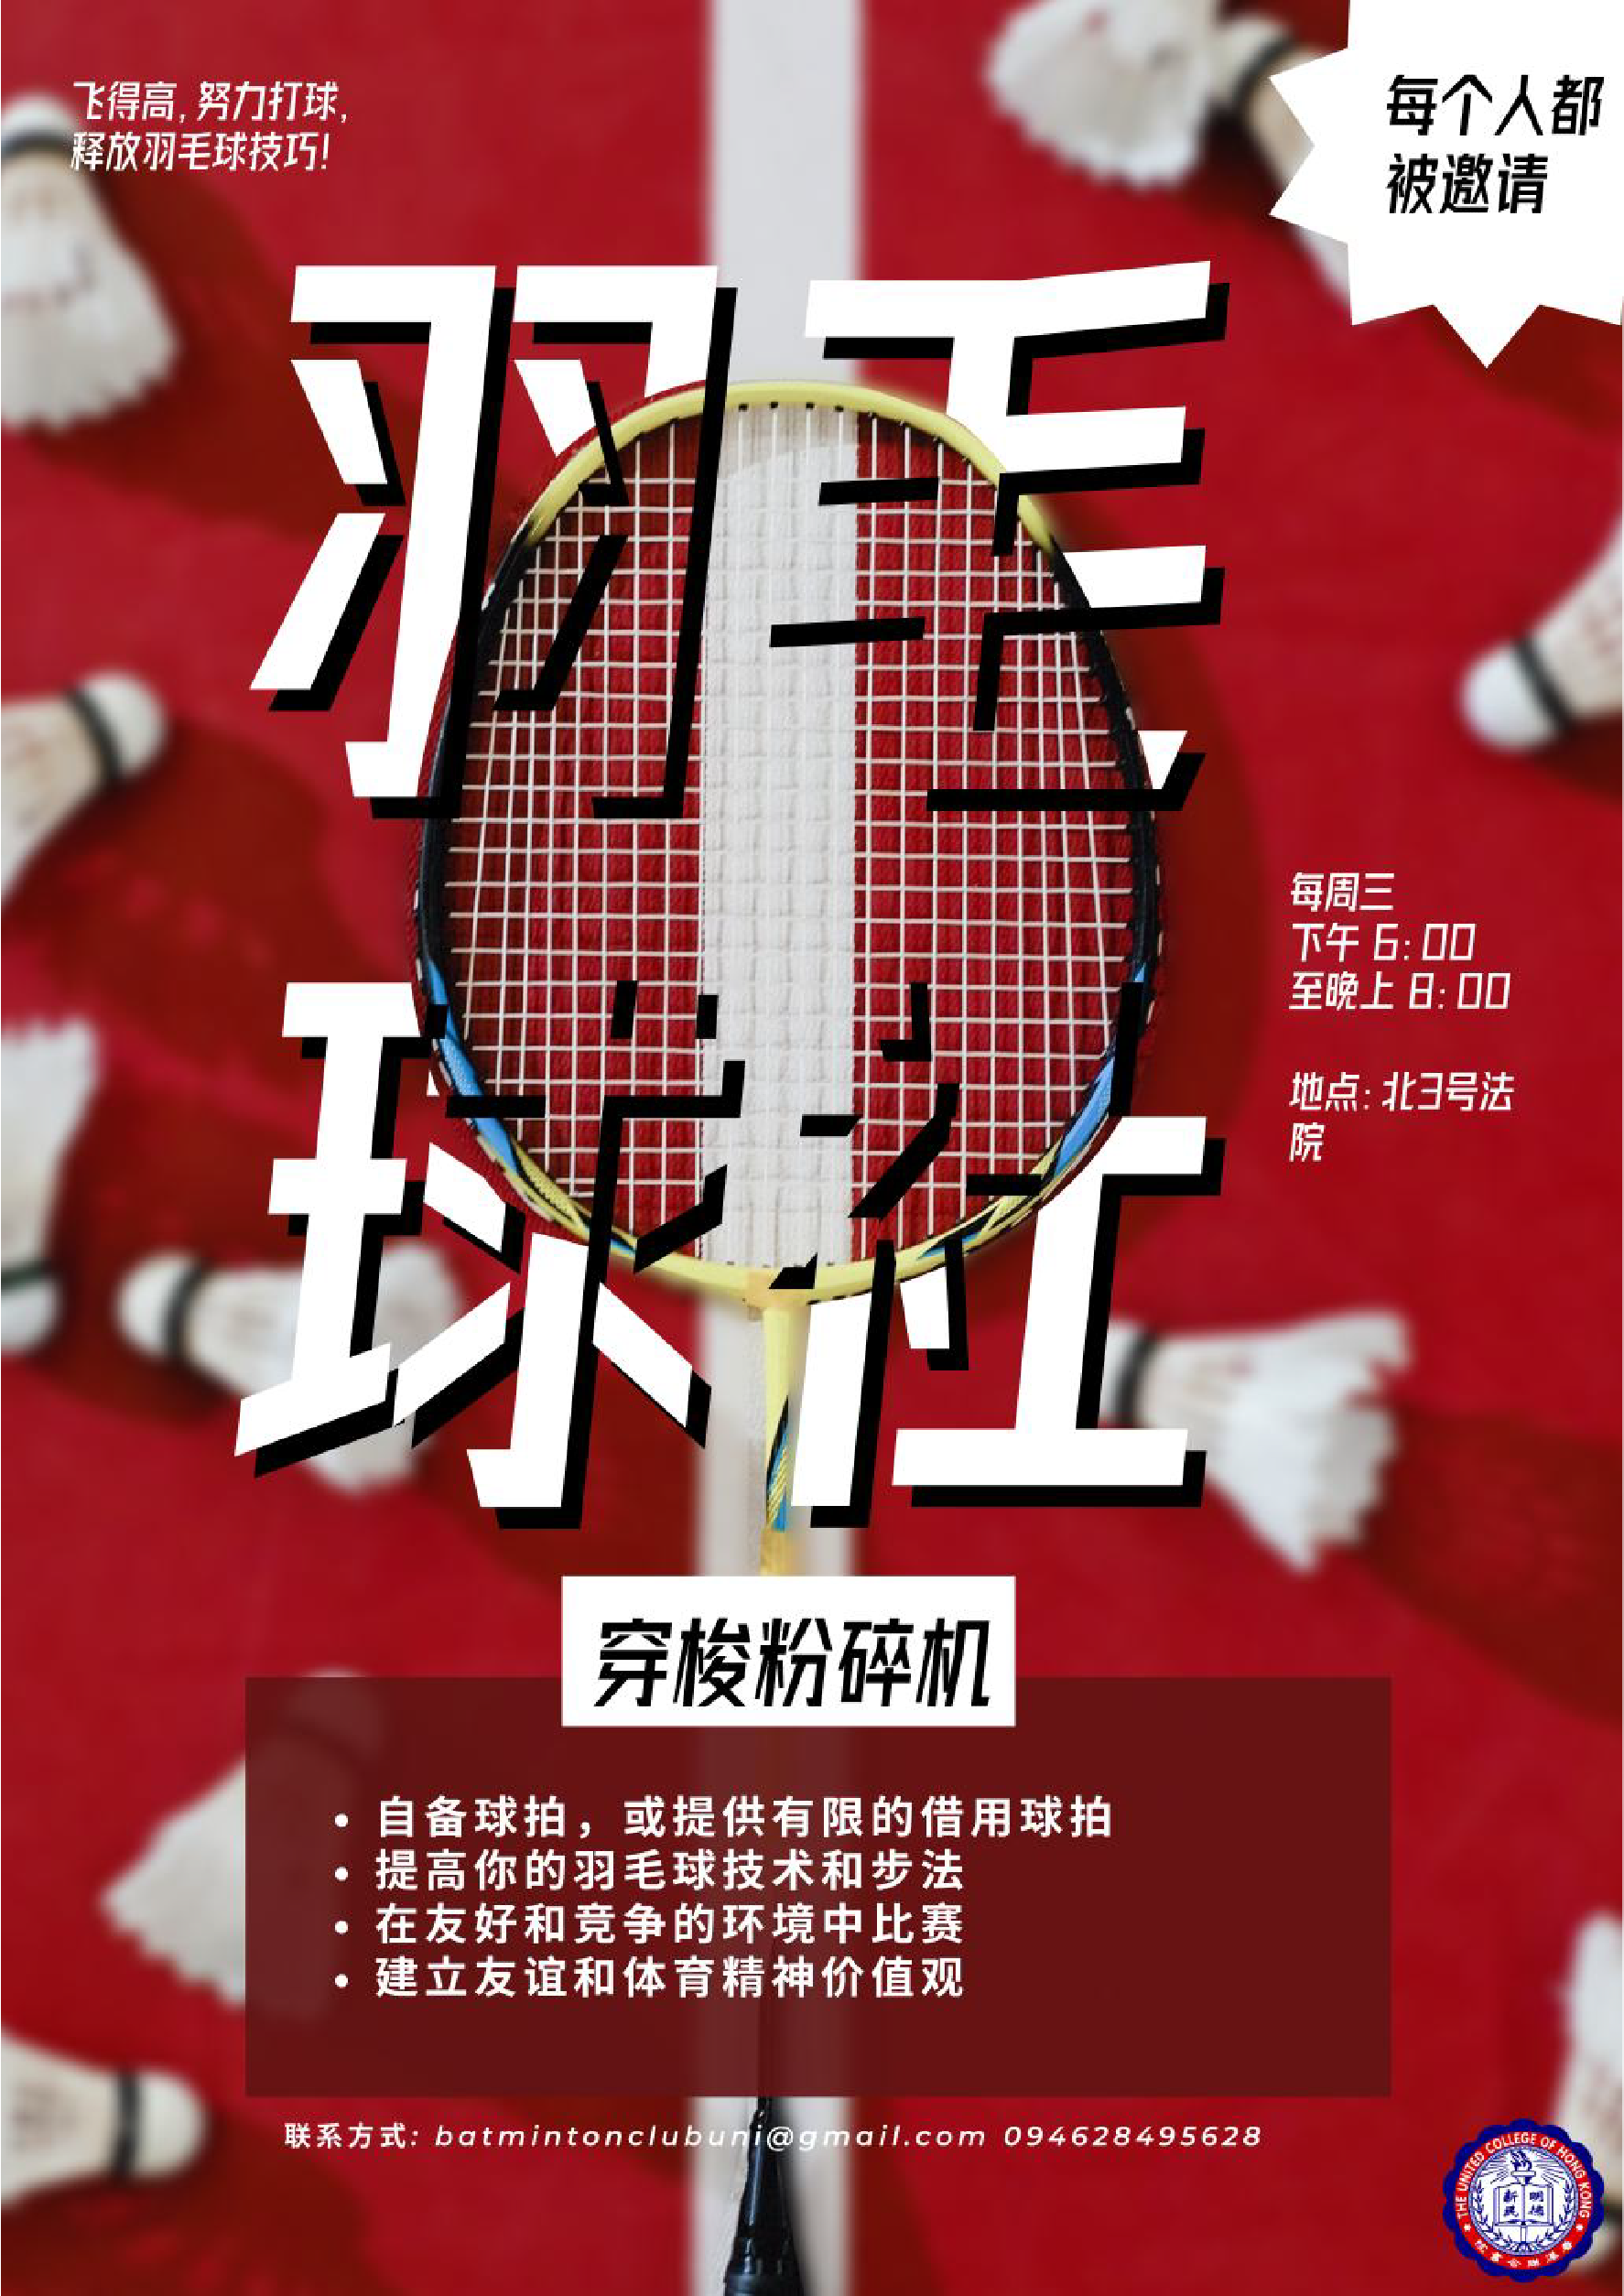 飞得高，努力打球，
释放羽毛球技巧！
每个人都
被邀请
羽毛
球社
每周三
下午 6：00
至晚上 8：00
地点：北3号法
院
穿梭粉碎机
• 自备球拍，或提供有限的借用球拍
• 提高你的羽毛球技术和步法
• 在友好和竞争的环境中比赛
• 建立友谊和体育精神价值观
联系方式: batmintonclubuni@gmail.com 094628495628
THE UNITED COLLEGE OF HONG KONG
新 明
民 德